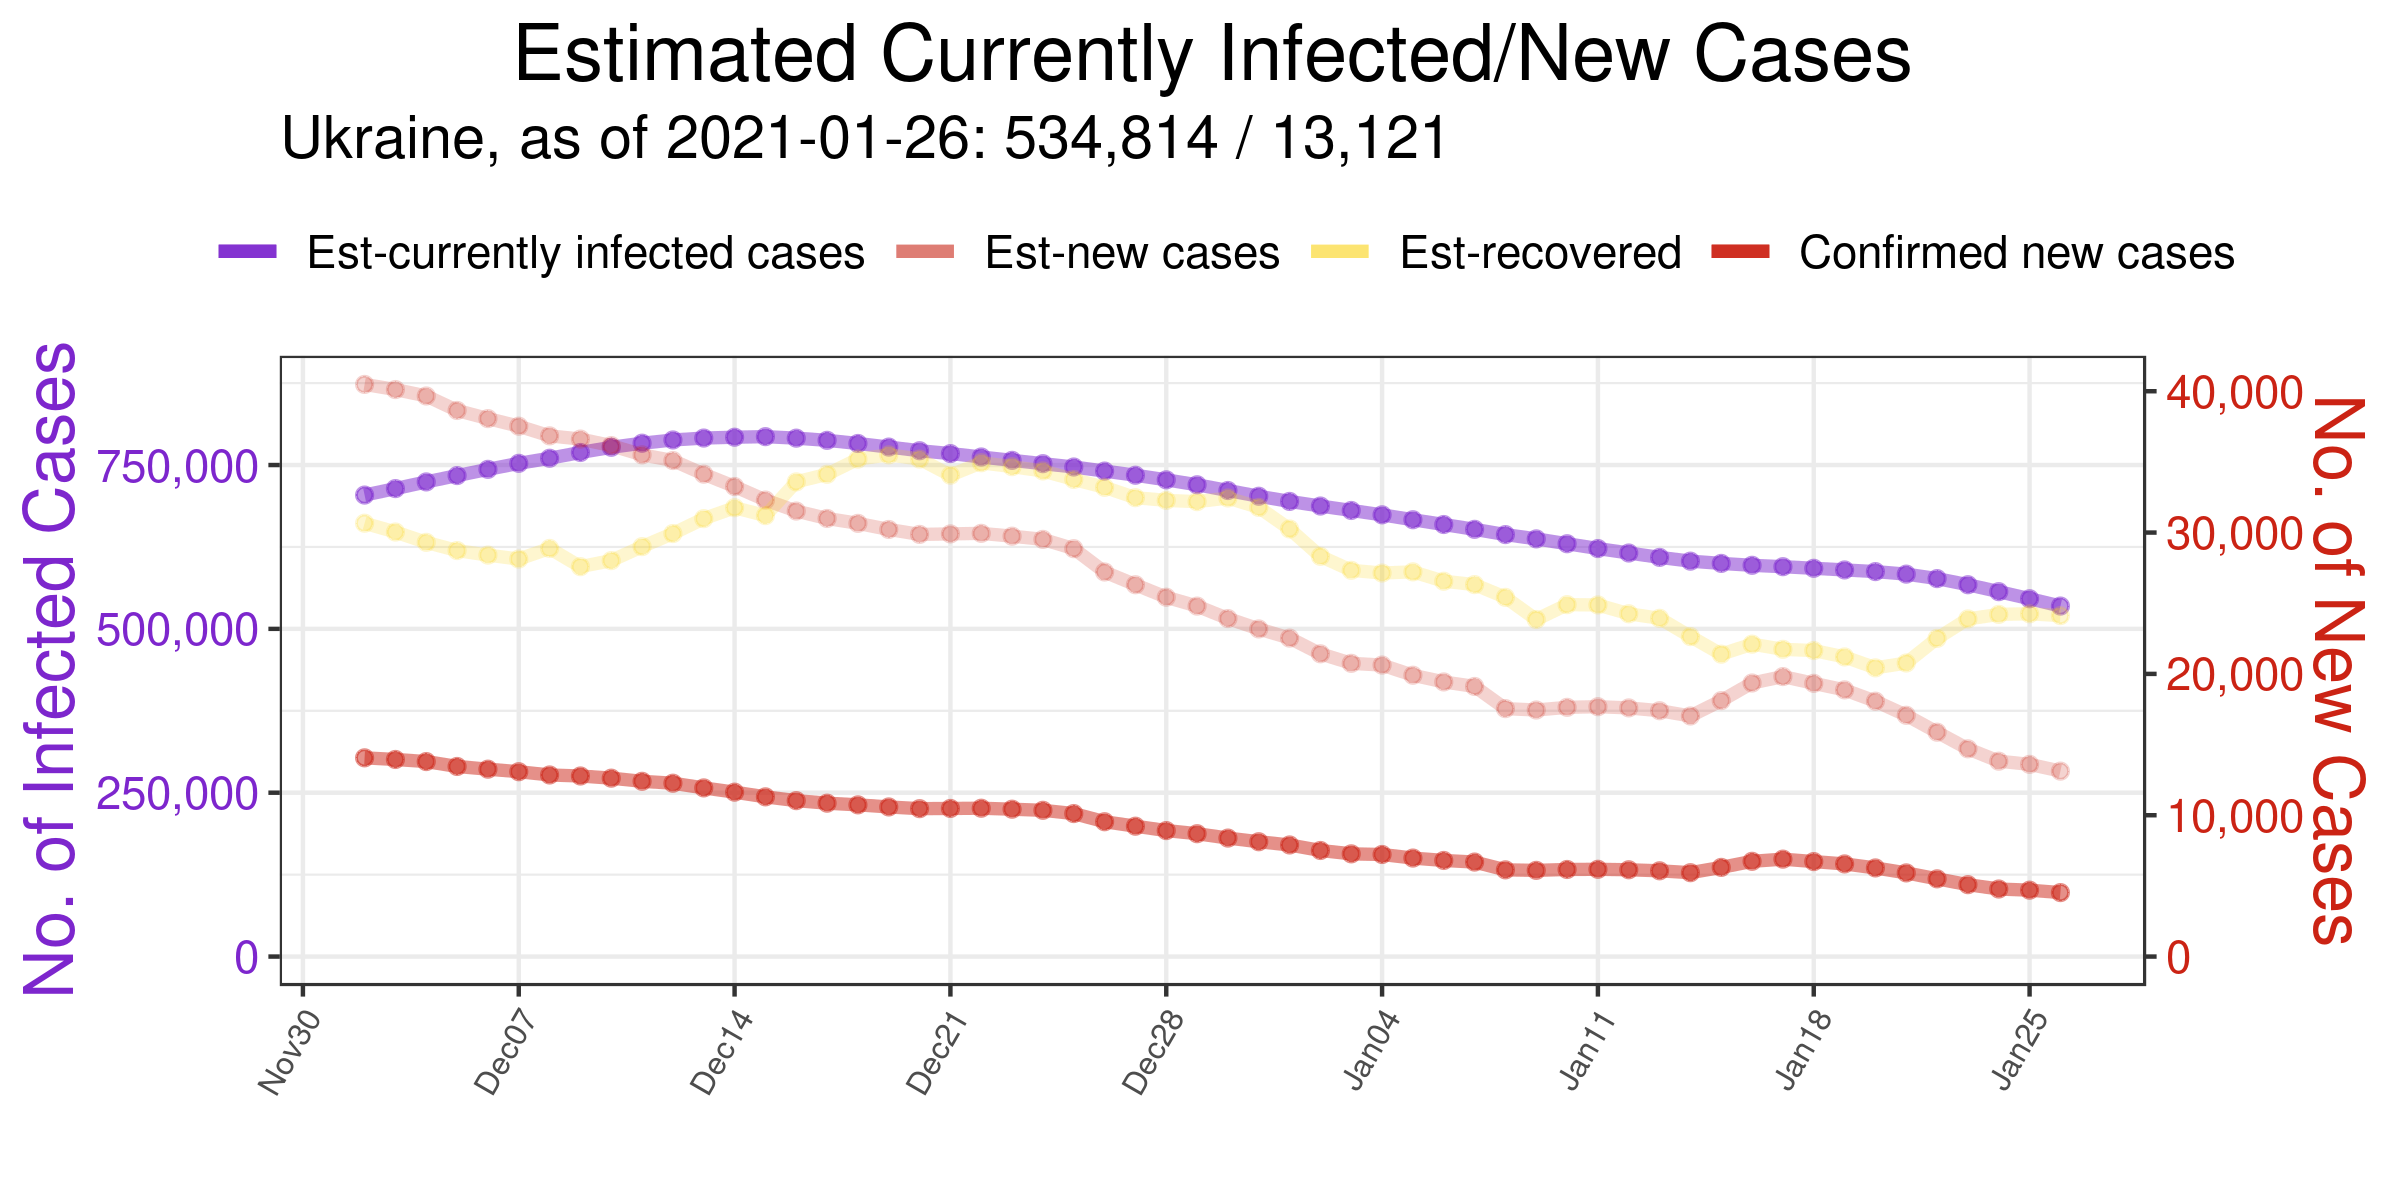 Estimated Currently Infected/New Cases
Ukraine, as of 2021-01-26: 534,814 / 13,121
Est-currently infected cases Est-new cases Est-recovered Confirmed new cases
No. of Infected Cases
750,000
500,000
250,000
0
40,000
30,000
20,000
10,000
0
No. of New Cases
Nov30 Dec07 Dec14 Dec21 Dec28 Jan04 Jan11 Jan18 Jan25